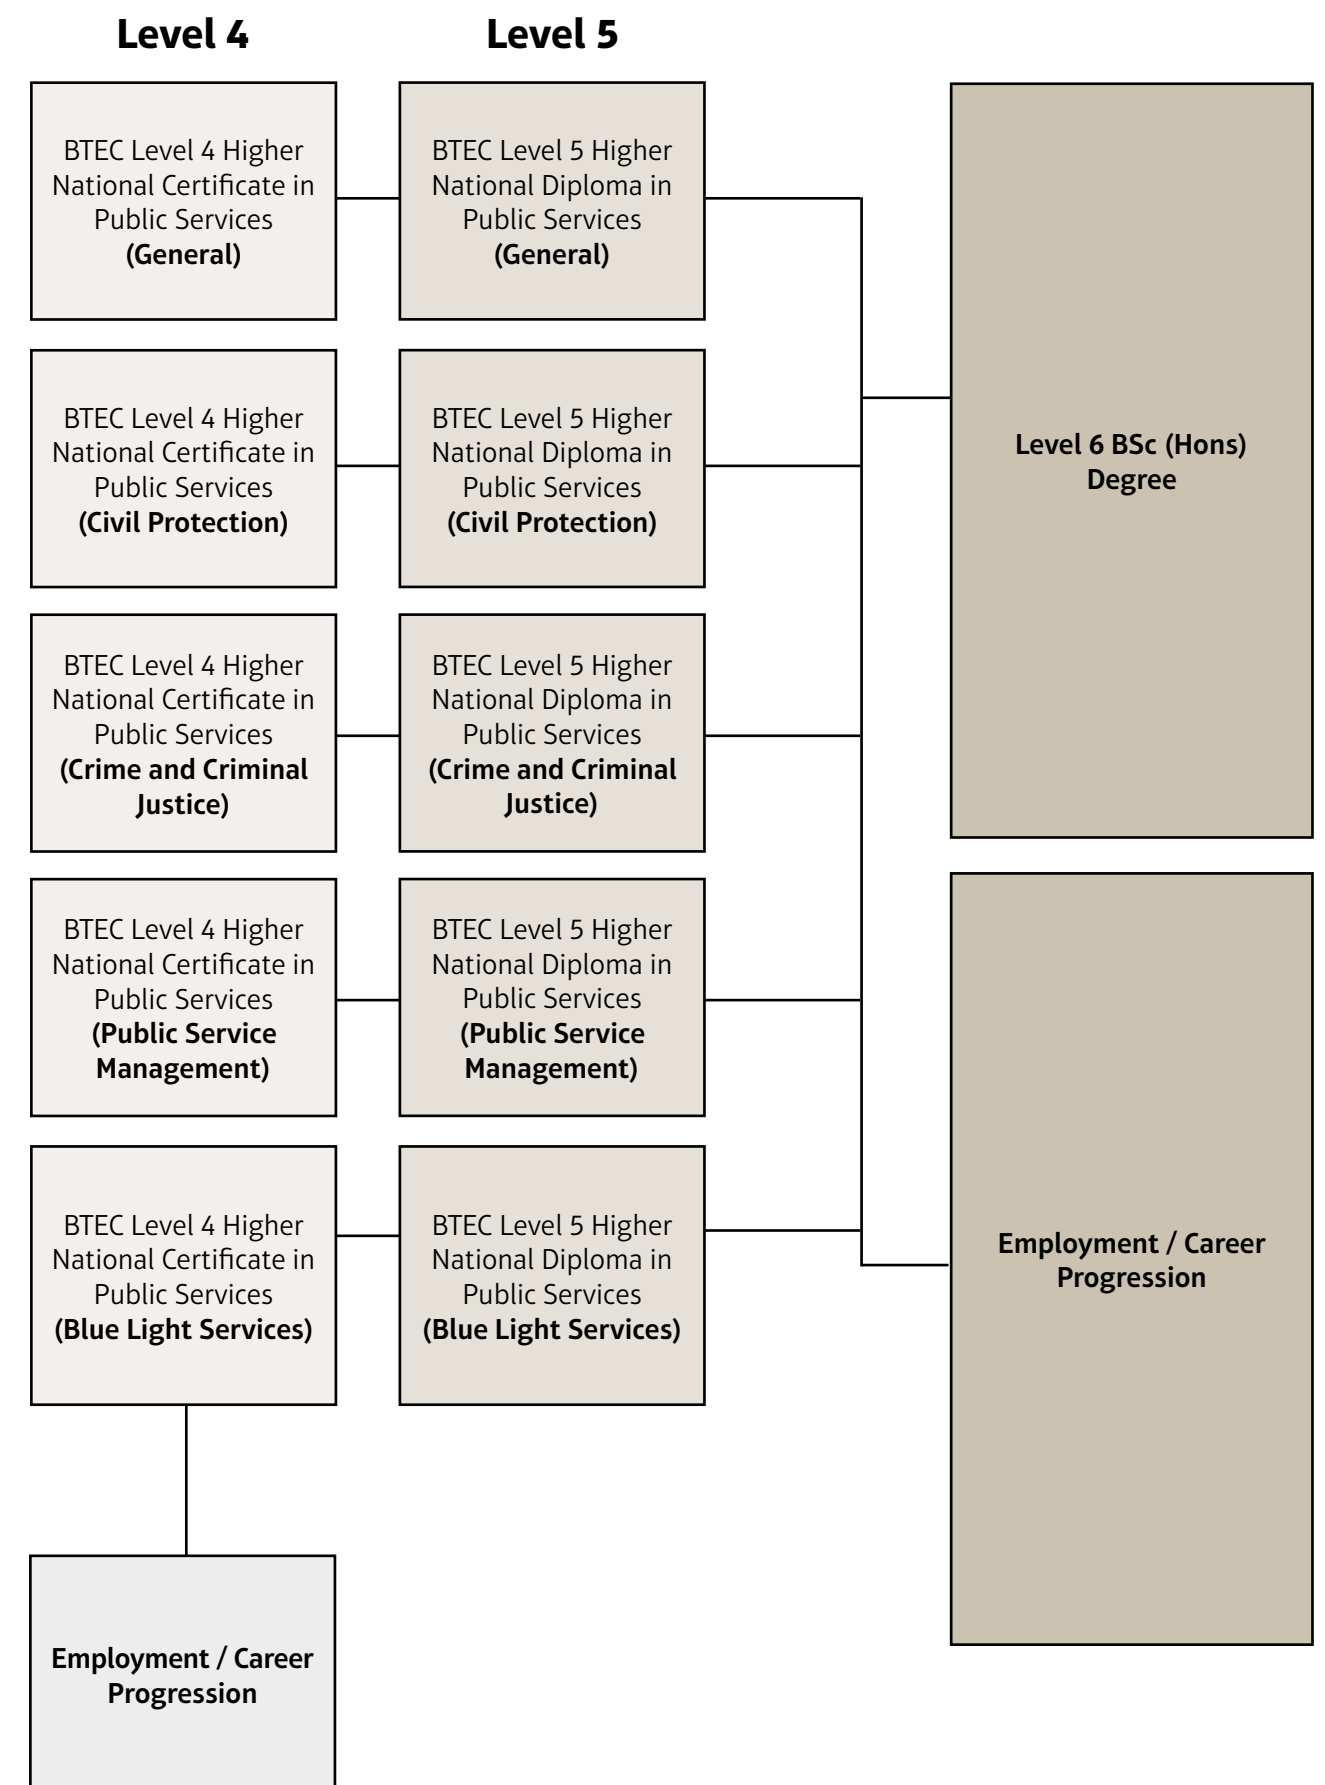 Level 4
Level 5
BTEC Level 4 Higher
National Certificate in
Public Services
(General)
BTEC Level 5 Higher
National Diploma in
Public Services
(General)
BTEC Level 4 Higher
National Certificate in
Public Services
(Civil Protection)
BTEC Level 5 Higher
National Diploma in
Public Services
(Civil Protection)
Level 6 BSc (Hons)
Degree
BTEC Level 4 Higher
National Certificate in
Public Services
(Crime and Criminal
Justice)
BTEC Level 5 Higher
National Diploma in
Public Services
(Crime and Criminal
Justice)
BTEC Level 4 Higher
National Certificate in
Public Services
(Public Service
Management)
BTEC Level 5 Higher
National Diploma in
Public Services
(Public Service
Management)
BTEC Level 4 Higher
National Certificate in
Public Services
(Blue Light Services)
BTEC Level 5 Higher
National Diploma in
Public Services
(Blue Light Services)
Employment / Career
Progression
Employment / Career
Progression